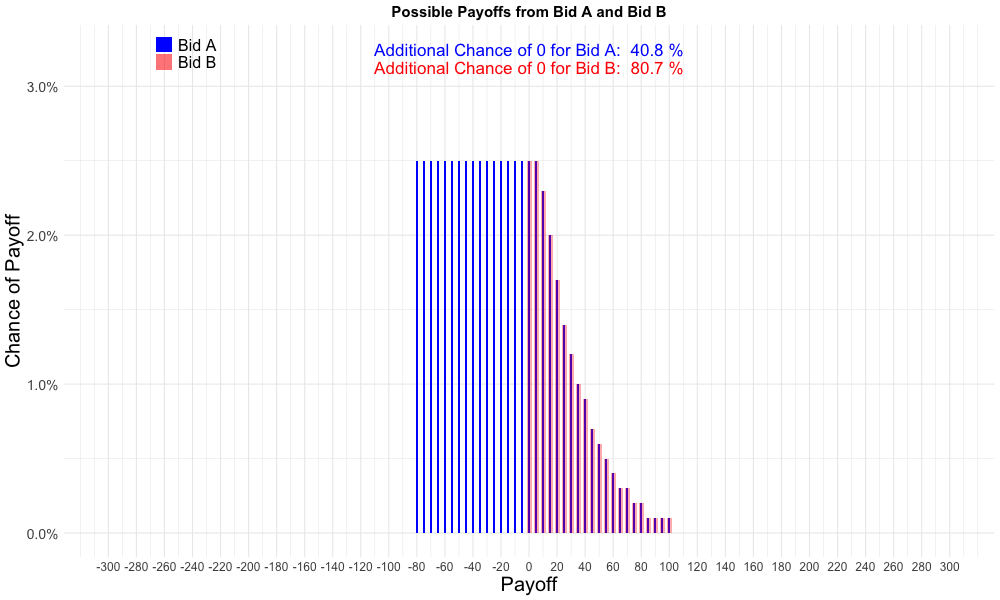 Possible Payoffs from Bid A and Bid B
Bid A
Bid B
Additional Chance of 0 for Bid A:  40.8 %
Additional Chance of 0 for Bid B:  80.7 %
Chance of Payoff
3.0%
2.0%
1.0%
0.0%
-300 -280 -260 -240 -220 -200 -180 -160 -140 -120 -100 -80 -60 -40 -20 0 20 40 60 80 100 120 140 160 180 200 220 240 260 280 300
Payoff